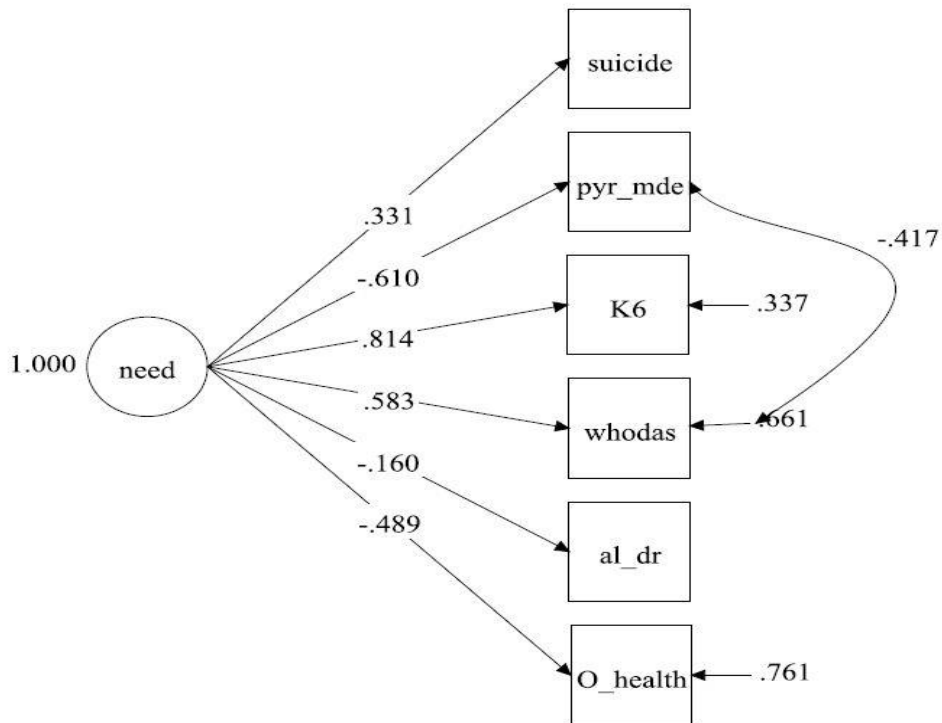 suicide
pyr_mde
.331
-.417
-.610
K6
.337
.814
1.000
need
.583
whodas
.661
-.160
-.489
al_dr
O_health
.761